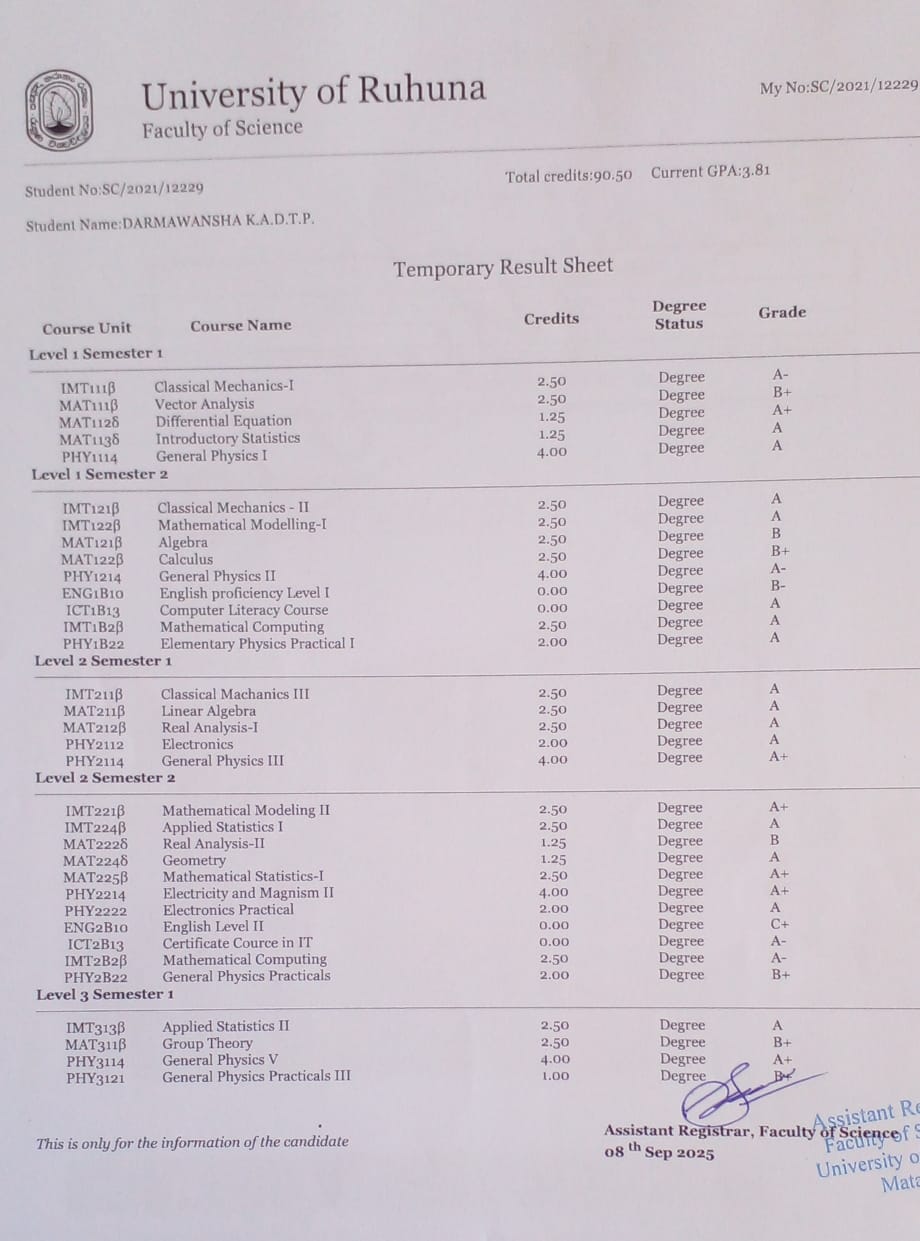 University of Ruhuna
My No:SC/2021/12229
Faculty of Science
Total credits:90.50 Current GPA:3.81
Student No:SC/2021/12229
Student Name:DARMAWANSHA K.A.D.T.P.
Temporary Result Sheet
Course Unit Course Name Credits Degree Status Grade
Level 1 Semester 1
IMT111β Classical Mechanics-I 2.50 Degree A-
MAT111β Vector Analysis 2.50 Degree B+
MAT112δ Differential Equation 1.25 Degree A+
MAT113δ Introductory Statistics 1.25 Degree A
PHY1114 General Physics I 4.00 Degree A
Level 1 Semester 2
IMT121β Classical Mechanics - II 2.50 Degree A
IMT122β Mathematical Modelling-I 2.50 Degree A
MAT121β Algebra 2.50 Degree B
MAT122β Calculus 2.50 Degree B+
PHY1214 General Physics II 4.00 Degree A-
ENG1B10 English proficiency Level I 0.00 Degree B-
ICT1B13 Computer Literacy Course 0.00 Degree A
IMT1B2β Mathematical Computing 2.50 Degree A
PHY1B22 Elementary Physics Practical I 2.00 Degree A
Level 2 Semester 1
IMT211β Classical Machanics III 2.50 Degree A
MAT211β Linear Algebra 2.50 Degree A
MAT212β Real Analysis-I 2.50 Degree A
PHY2112 Electronics 2.00 Degree A
PHY2114 General Physics III 4.00 Degree A+
Level 2 Semester 2
IMT221β Mathematical Modeling II 2.50 Degree A+
IMT224β Applied Statistics I 2.50 Degree A
MAT222δ Real Analysis-II 1.25 Degree B
MAT224δ Geometry 1.25 Degree A
MAT225β Mathematical Statistics-I 2.50 Degree A+
PHY2214 Electricity and Magnism II 4.00 Degree A+
PHY2222 Electronics Practical 2.00 Degree A
ENG2B10 English Level II 0.00 Degree C+
ICT2B13 Certificate Cource in IT 0.00 Degree A-
IMT2B2β Mathematical Computing 2.50 Degree A-
PHY2B22 General Physics Practicals 2.00 Degree B+
Level 3 Semester 1
IMT313β Applied Statistics II 2.50 Degree A
MAT311β Group Theory 2.50 Degree B+
PHY3114 General Physics V 4.00 Degree A+
PHY3121 General Physics Practicals III 1.00 Degree B+
This is only for the information of the candidate
Assistant Registrar, Faculty of Science
08 th Sep 2025
Assistant Re
Faculty of S
University o
Mata